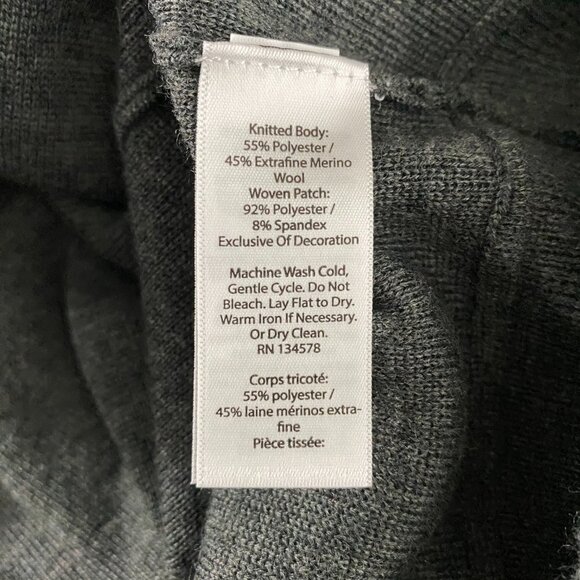 Knitted Body:
55% Polyester /
45% Extrafine Merino
Wool
Woven Patch:
92% Polyester /
8% Spandex
Exclusive Of Decoration
Machine Wash Cold,
Gentle Cycle. Do Not
Bleach. Lay Flat to Dry.
Warm Iron If Necessary.
Or Dry Clean.
RN 134578
Corps tricoté:
55% polyester /
45% laine mérinos extra-
fine
Pièce tissée: